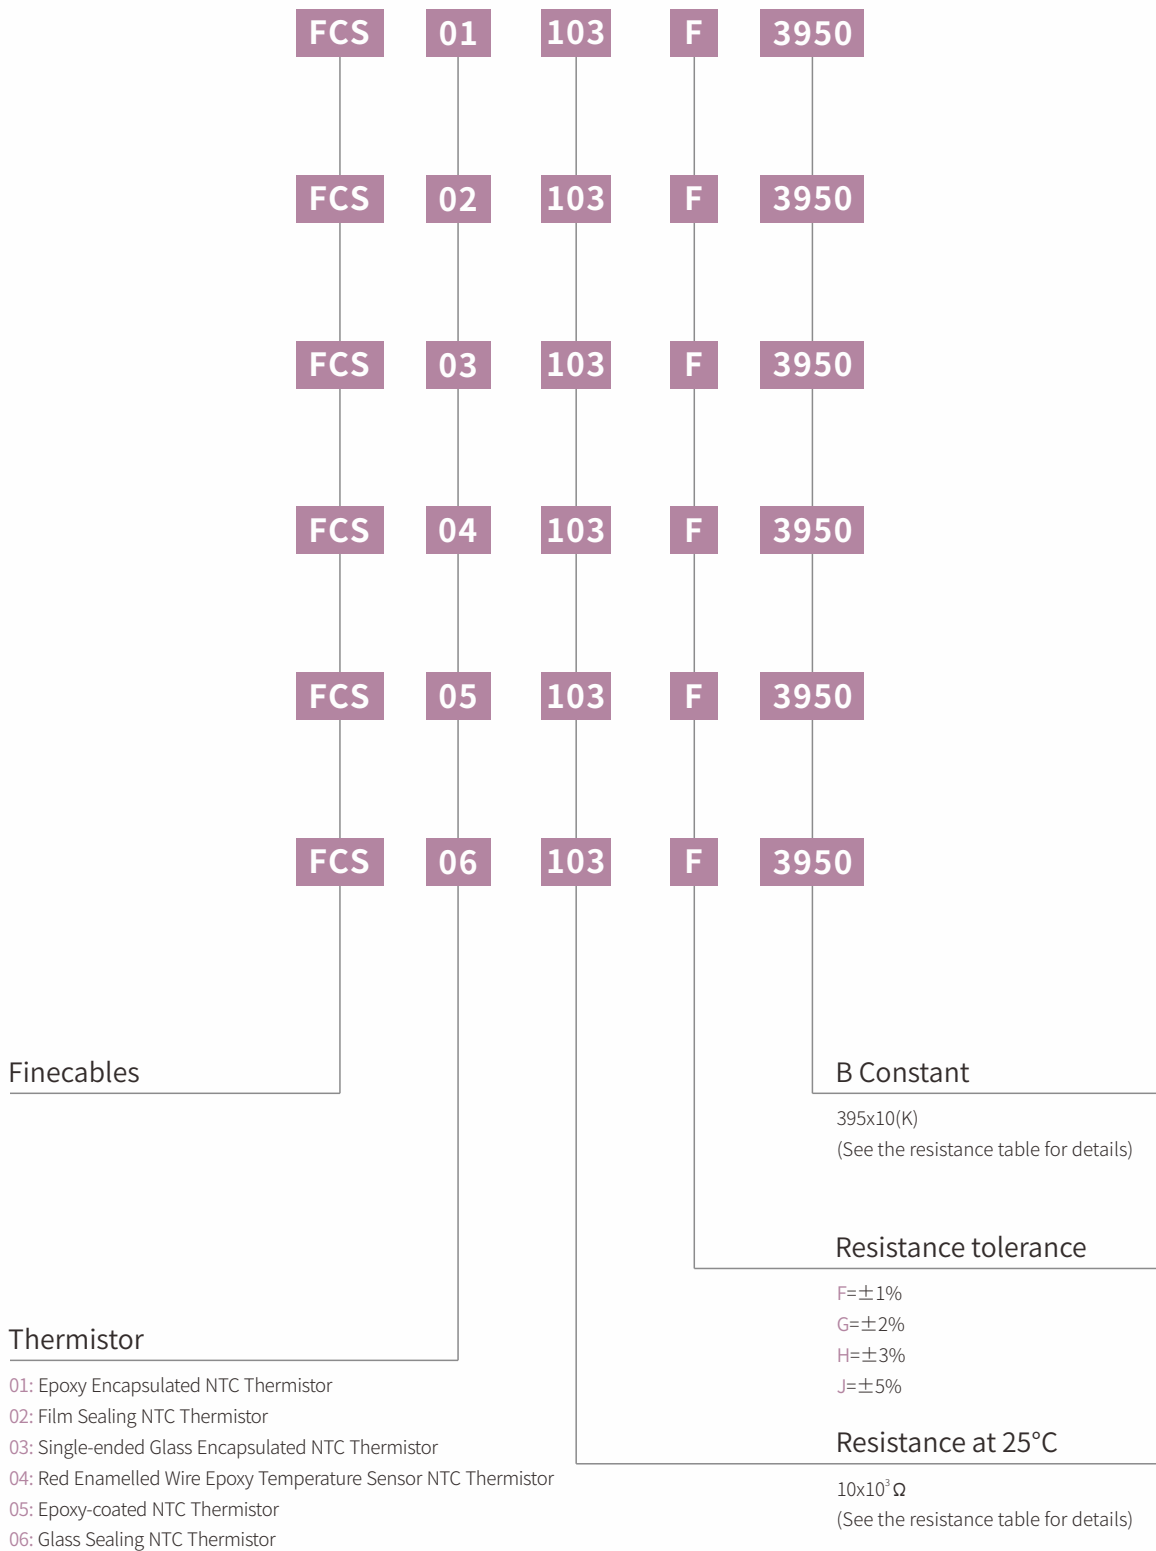 FCS 01 103 F 3950
FCS 02 103 F 3950
FCS 03 103 F 3950
FCS 04 103 F 3950
FCS 05 103 F 3950
FCS 06 103 F 3950
Finecables
B Constant
395x10(K)
(See the resistance table for details)
Resistance tolerance
F=±1%
G=±2%
H=±3%
J=±5%
Thermistor
01: Epoxy Encapsulated NTC Thermistor
02: Film Sealing NTC Thermistor
03: Single-ended Glass Encapsulated NTC Thermistor
04: Red Enamelled Wire Epoxy Temperature Sensor NTC Thermistor
05: Epoxy-coated NTC Thermistor
06: Glass Sealing NTC Thermistor
Resistance at 25°C
10x10³Ω
(See the resistance table for details)